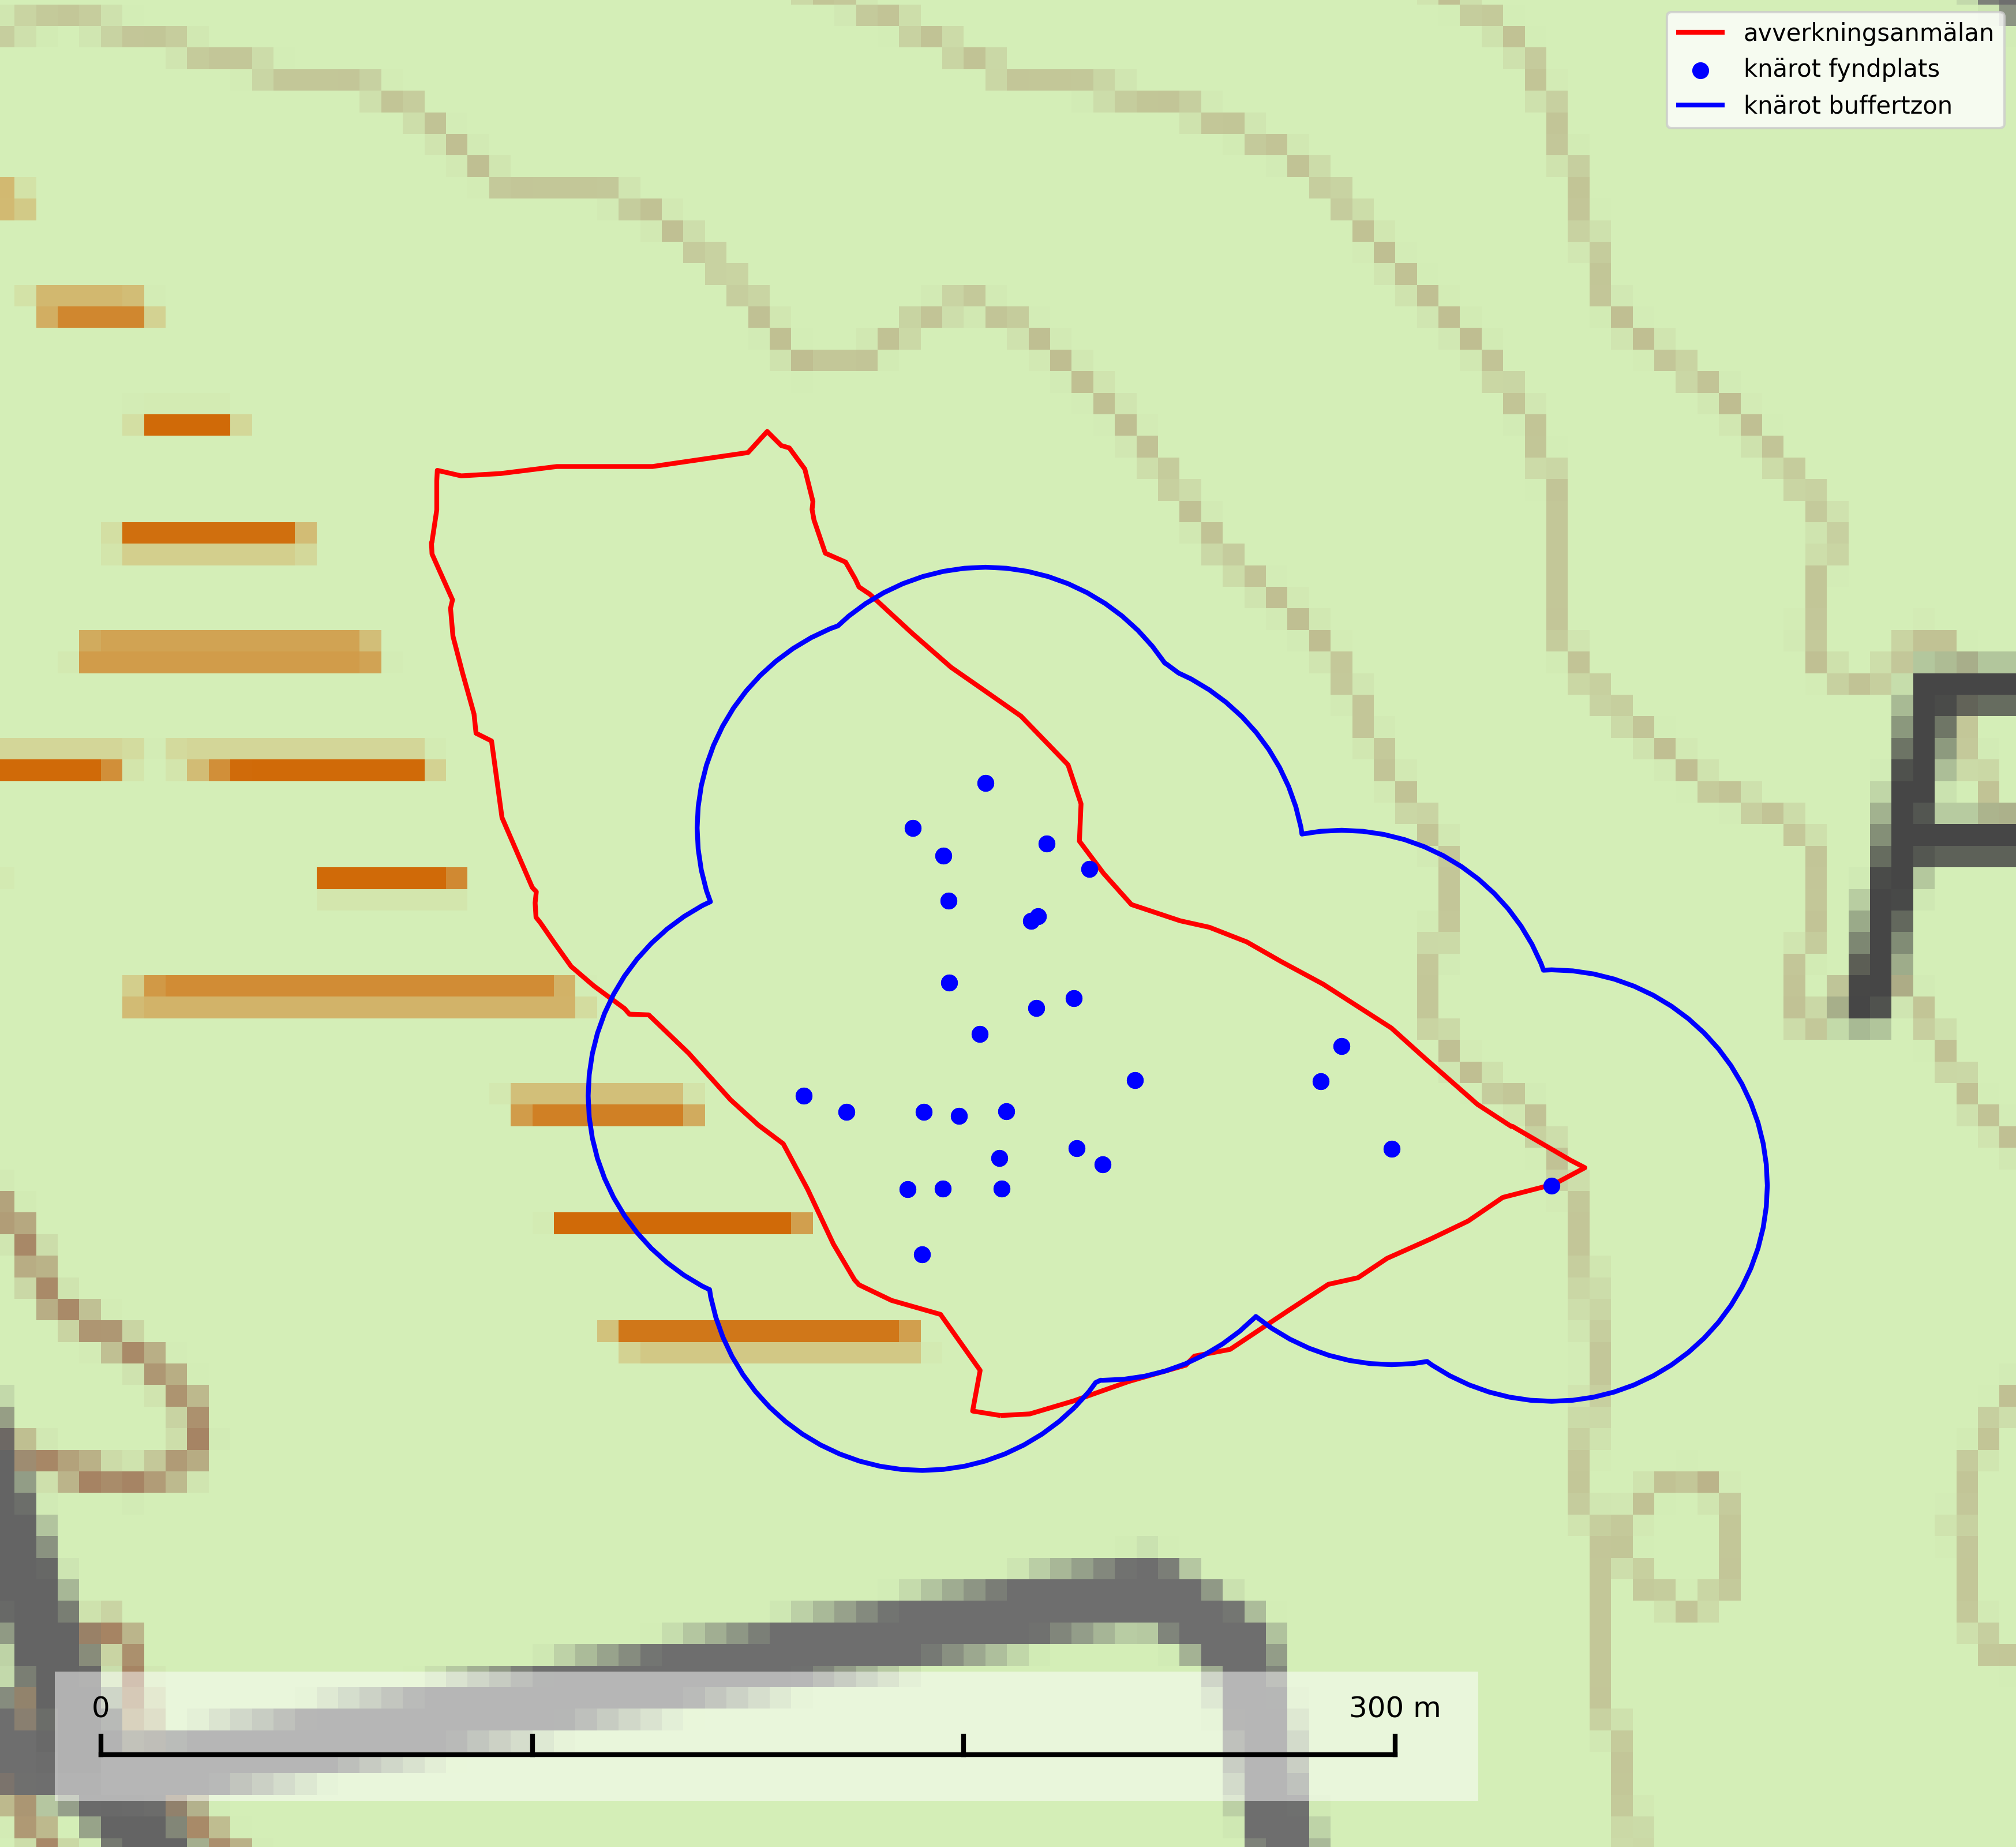 avverkningsanmälan
knärot fyndplats
knärot buffertzon
0
300 m